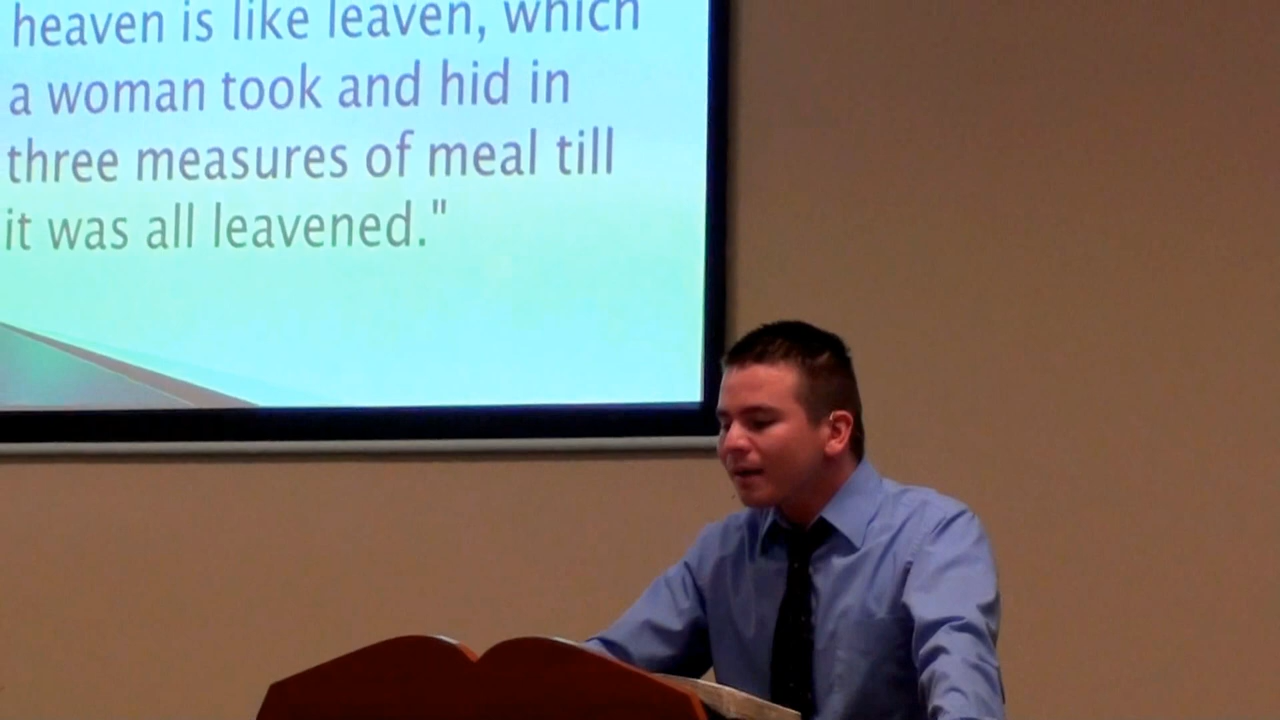 heaven is like leaven, which
a woman took and hid in
three measures of meal till
it was all leavened."